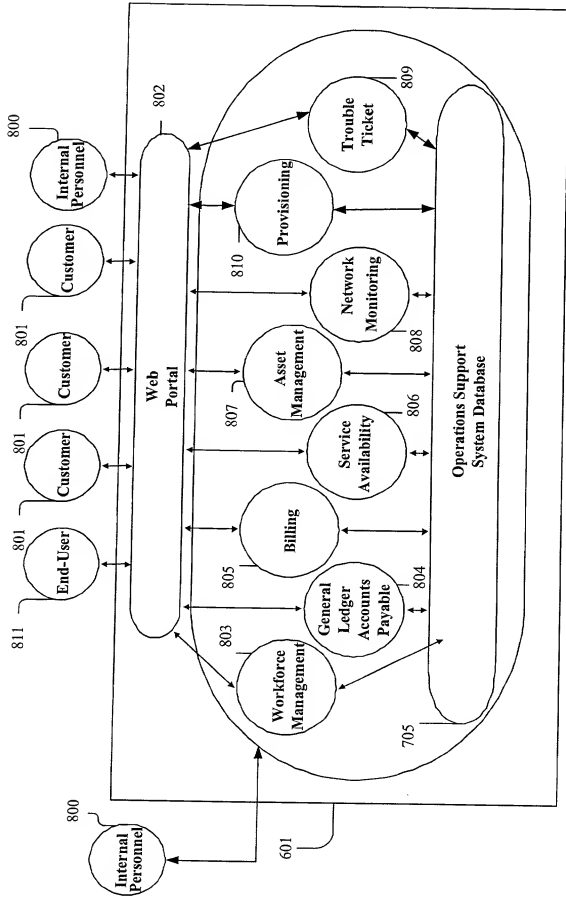 800
Internal
Personnel
811
End-User
801
Customer
801
Customer
801
Customer
800
Internal
Personnel
802
Web
Portal
803
Workforce
Management
General
Ledger
Accounts
Payable
804
805
Billing
Service
Availability
806
807
Asset
Management
Network
Monitoring
808
810
Provisioning
Trouble
Ticket
809
705
Operations Support
System Database
601